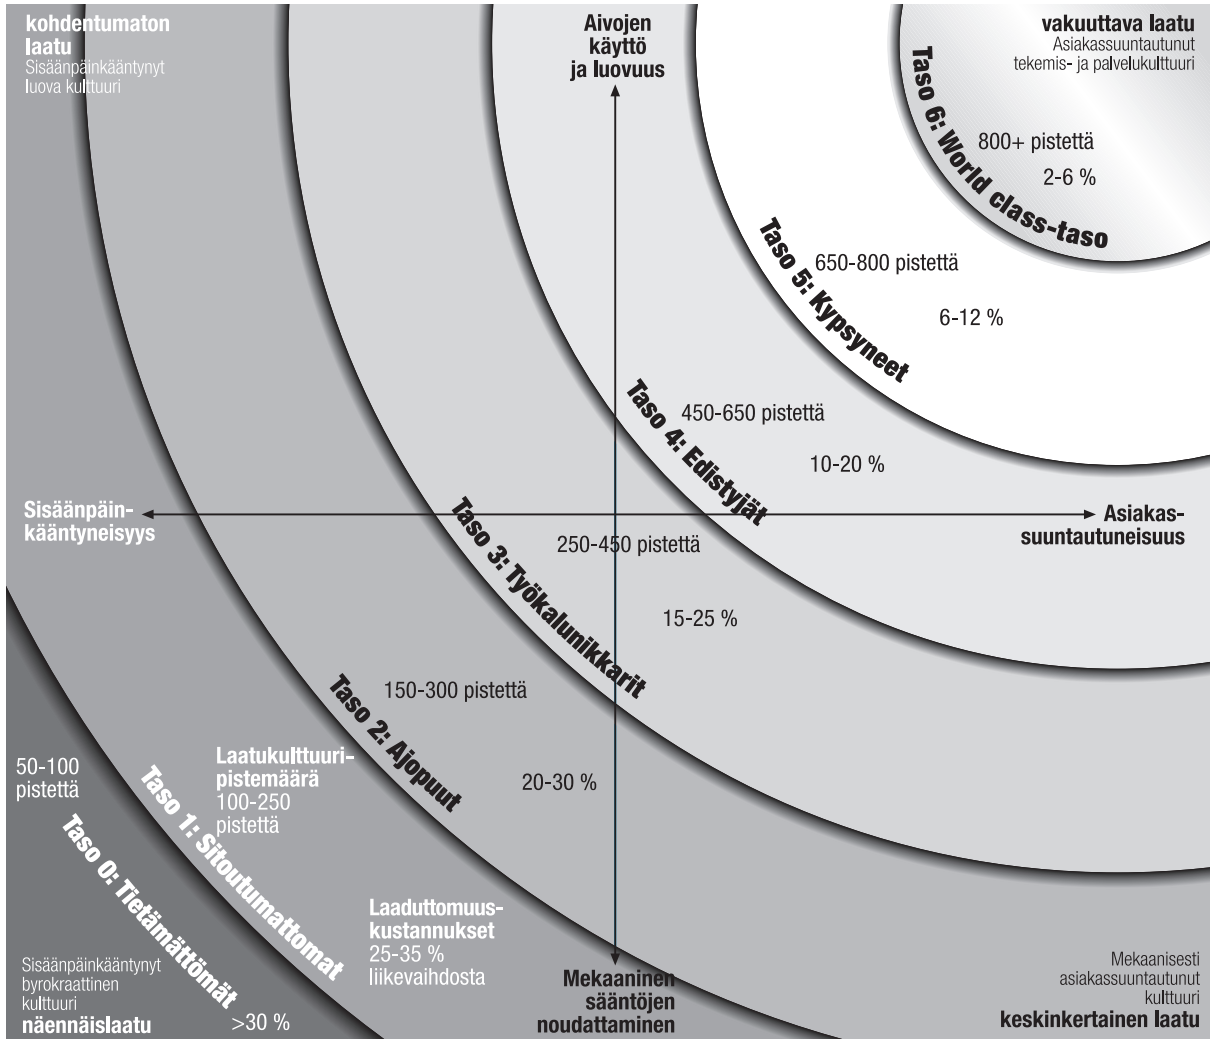 kohdentumaton
laatu
Sisäänpäinkääntynyt
luova kulttuuri
Aivojen
käyttö
ja luovuus
vakuuttava laatu
Asiakassuuntautunut
tekemis- ja palvelukulttuuri
Taso 6: World class-taso
800+ pistettä
2-6 %
Taso 5: Kypsyneet
650-800 pistettä
6-12 %
Taso 4: Edistyjät
450-650 pistettä
10-20 %
Sisäänpäin-
kääntyneisyys
Asiakas-
suuntautuneisuus
Taso 3: Työkalunikkarit
250-450 pistettä
15-25 %
Taso 2: Ajopuut
150-300 pistettä
20-30 %
Taso 1: Sitoutumattomat
Laatukulttuuri-
pistemäärä
100-250
pistettä
Laaduttomuus-
kustannukset
25-35 %
liikevaihdosta
50-100
pistettä
Taso 0: Tietämättömät
>30 %
Sisäänpäinkääntynyt
byrokraattinen
kulttuuri
näennäislaatu
Mekaaninen
sääntöjen
noudattaminen
Mekaanisesti
asiakassuuntautunut
kulttuuri
keskinkertainen laatu